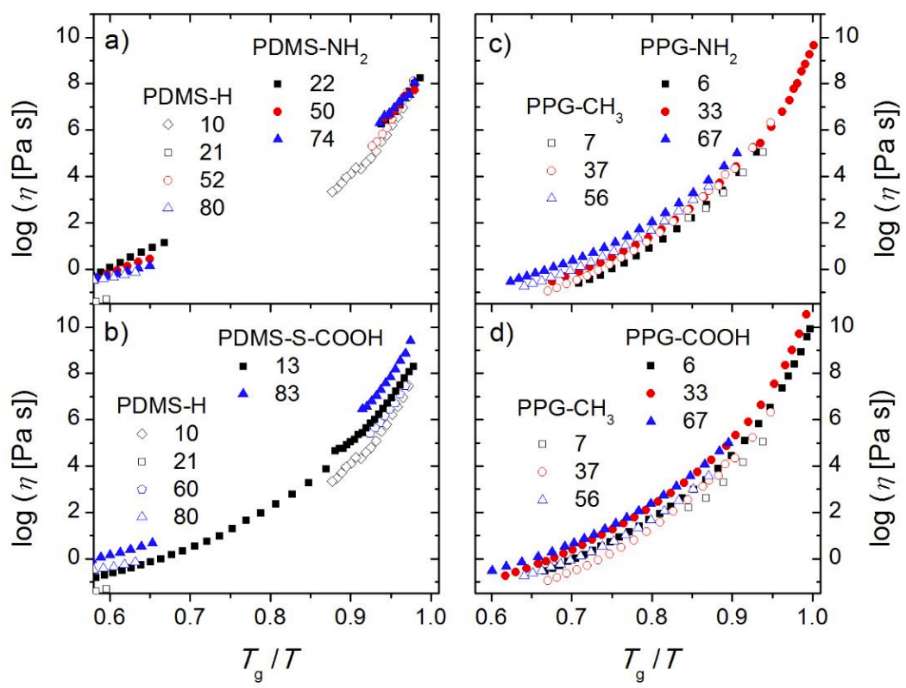 10
8
6
4
2
0
log (η [Pa s]
a)
PDMS-NH2
22
50
74
PDMS-H
10
21
52
80
c)
PPG-NH2
6
33
67
PPG-CH3
7
37
56
10
8
6
4
2
0
log (η [Pa s]
10
8
6
4
2
0
log (η [Pa s]
b)
PDMS-S-COOH
13
83
PDMS-H
10
21
60
80
0.6 0.7 0.8 0.9 1.0
Tg / T
d)
PPG-COOH
6
33
67
PPG-CH3
7
37
56
0.6 0.7 0.8 0.9 1.0
Tg / T
10
8
6
4
2
0
log (η [Pa s]